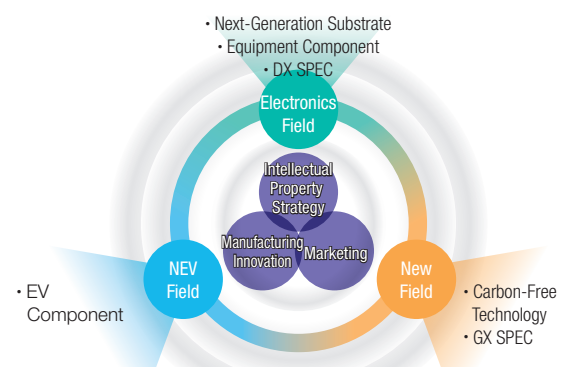 ・Next-Generation Substrate
・Equipment Component
・DX SPEC
Electronics
Field
Intellectual
Property
Strategy
Manufacturing
Innovation
Marketing
NEV
Field
New
Field
・EV
Component
・Carbon-Free
Technology
・GX SPEC